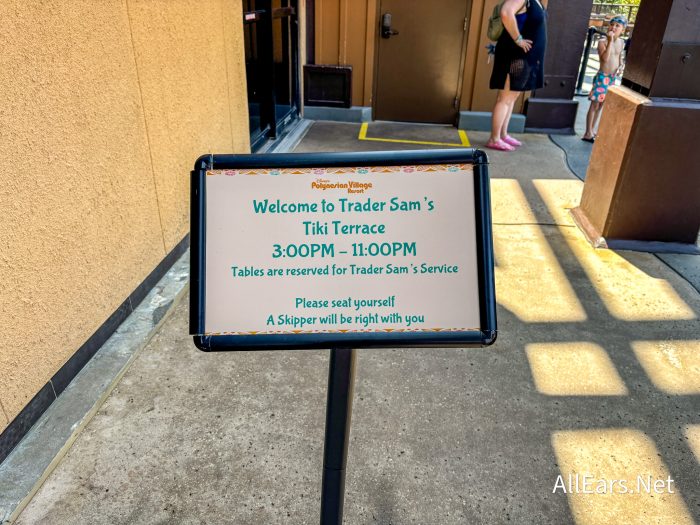 Disney's
Polynesian Village
Resort
Welcome to Trader Sam's
Tiki Terrace
3:00PM – 11:00PM
Tables are reserved for Trader Sam's Service
Please seat yourself
A Skipper will be right with you
AllEars.Net